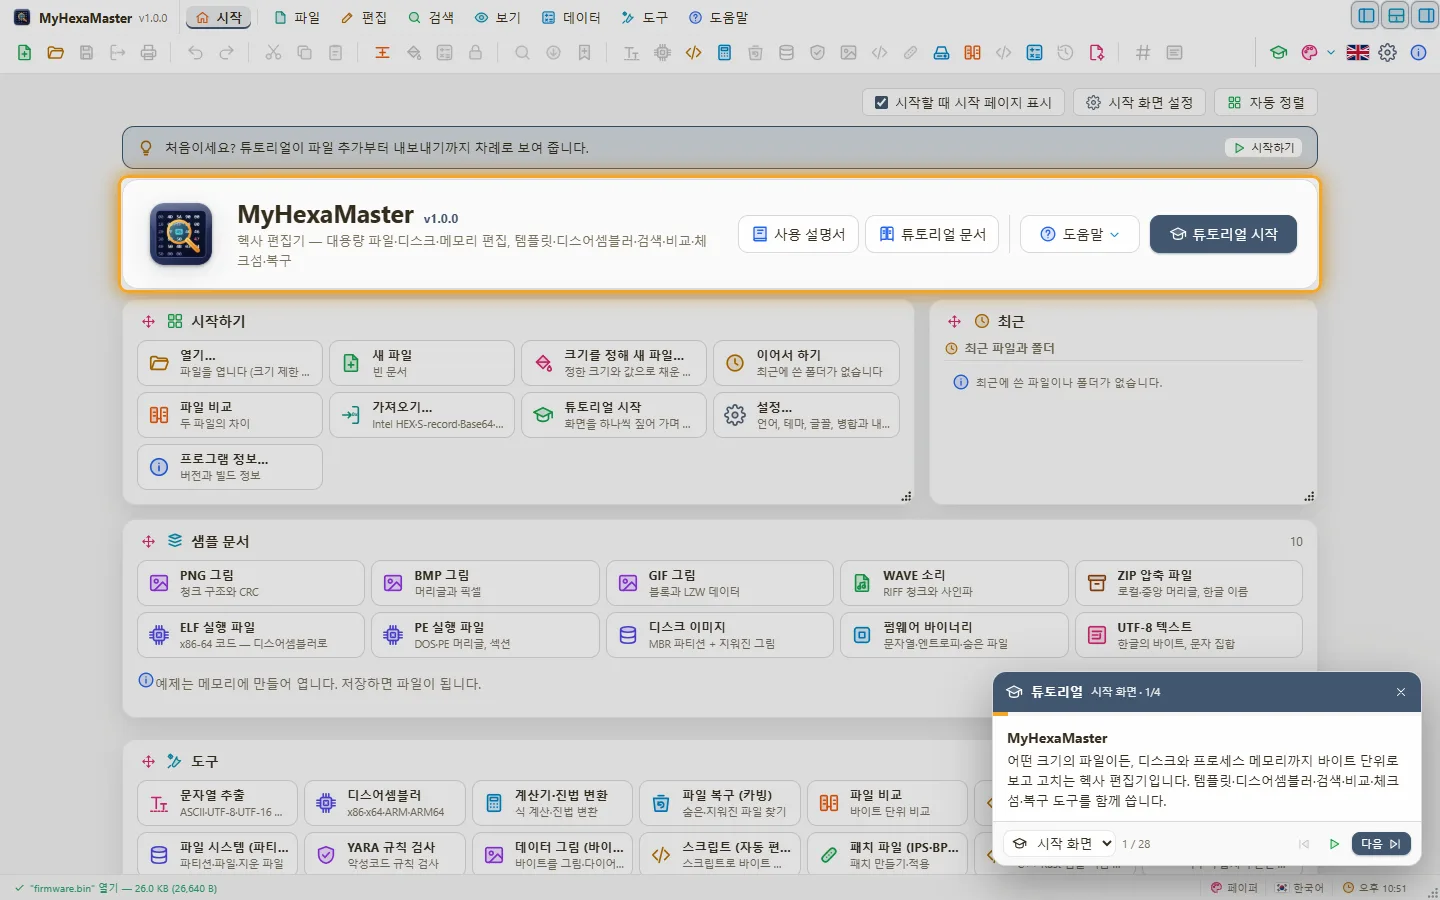 MyHexaMaster v1.0.0 시작 파일 편집 검색 보기 데이터 도구 도움말
시작할 때 시작 페이지 표시 시작 화면 설정 자동 정렬
처음이세요? 튜토리얼이 파일 추가부터 내보내기까지 차례로 보여 줍니다. 시작하기
MyHexaMaster v1.0.0
헥사 편집기 — 대용량 파일·디스크·메모리 편집, 템플릿·디스어셈블러·검색·비교·체
크섬·복구
사용 설명서 튜토리얼 문서 도움말 튜토리얼 시작
시작하기
열기...
파일을 엽니다 (크기 제한 ...
새 파일
빈 문서
크기를 정해 새 파일...
정한 크기와 값으로 채운 ...
이어서 하기
최근에 쓴 폴더가 없습니다
파일 비교
두 파일의 차이
가져오기...
Intel HEX·S-record·Base64·...
튜토리얼 시작
화면을 하나씩 짚어 가며 ...
설정...
언어, 테마, 글꼴, 병합과 내...
프로그램 정보...
버전과 빌드 정보
최근
최근 파일과 폴더
최근에 쓴 파일이나 폴더가 없습니다.
샘플 문서 10
PNG 그림
청크 구조와 CRC
BMP 그림
머리글과 픽셀
GIF 그림
블록과 LZW 데이터
WAVE 소리
RIFF 청크와 사인파
ZIP 압축 파일
로컬·중앙 머리글, 한글 이름
ELF 실행 파일
x86-64 코드 — 디스어셈블러로
PE 실행 파일
DOS·PE 머리글, 섹션
디스크 이미지
MBR 파티션 + 지워진 그림
펌웨어 바이너리
문자열·엔트로피·숨은 파일
UTF-8 텍스트
한글의 바이트, 문자 집합
예제는 메모리에 만들어 엽니다. 저장하면 파일이 됩니다.
도구
문자열 추출
ASCII·UTF-8·UTF-16 ...
디스어셈블러
x86·x64·ARM·ARM64
계산기·진법 변환
식 계산·진법 변환
파일 복구 (카빙)
숨은·지워진 파일 찾기
파일 비교
바이트 단위 비교
파일 시스템 (파티...
파티션·파일·지운 파일
YARA 규칙 검사
악성코드 규칙 검사
데이터 그림 (바이...
바이트를 그림·다이어...
스크립트 (자동 편...
스크립트로 바이트 ...
패치 파일 (IPS·BP...
패치 만들기·적용
튜토리얼 시작 화면 · 1/4
MyHexaMaster
어떤 크기의 파일이든, 디스크와 프로세스 메모리까지 바이트 단위로
보고 고치는 헥사 편집기입니다. 템플릿·디스어셈블러·검색·비교·체크
섬·복구 도구를 함께 씁니다.
시작 화면 1 / 28 다음
"firmware.bin" 열기 — 26.0 KB (26,640 B) 페이퍼 한국어 오후 10:51